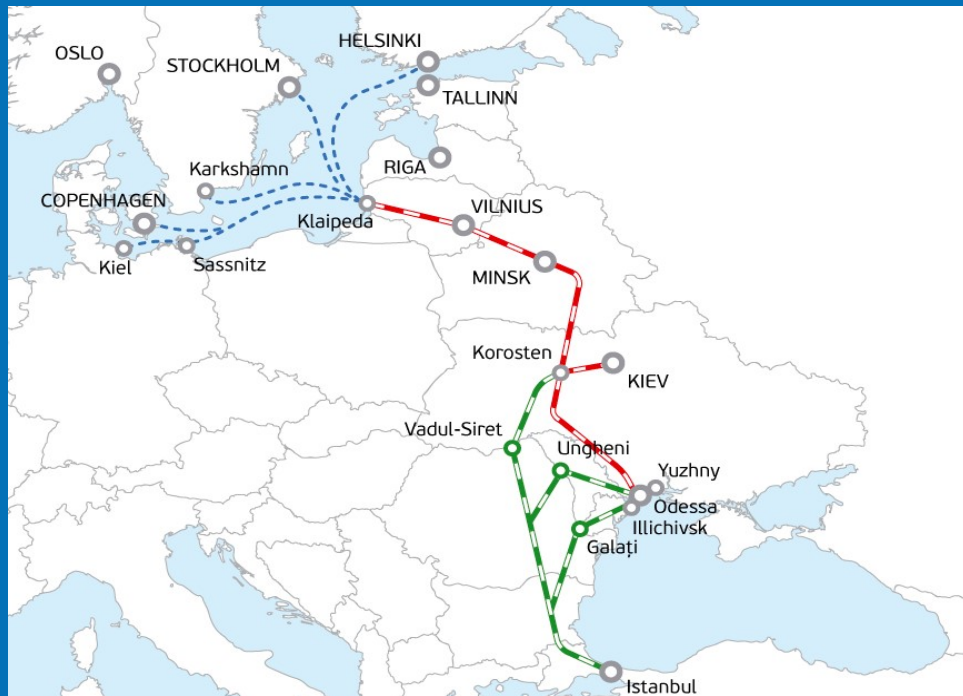 HELSINKI
OSLO
STOCKHOLM
TALLINN
RIGA
Karkshamn
COPENHAGEN
Klaipeda
VILNIUS
Kiel
Sassnitz
MINSK
Korosten
KIEV
Vadul-Siret
Ungheni
Yuzhny
Odessa
Illichivsk
Galați
Istanbul